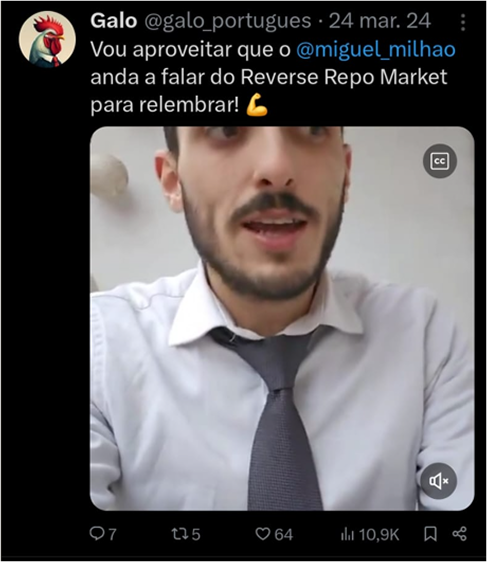 Galo @galo_portugues · 24 mar. 24
Vou aproveitar que o @miguel_milhao
anda a falar do Reverse Repo Market
para relembrar! 💪
CC
7 5 64 10,9K